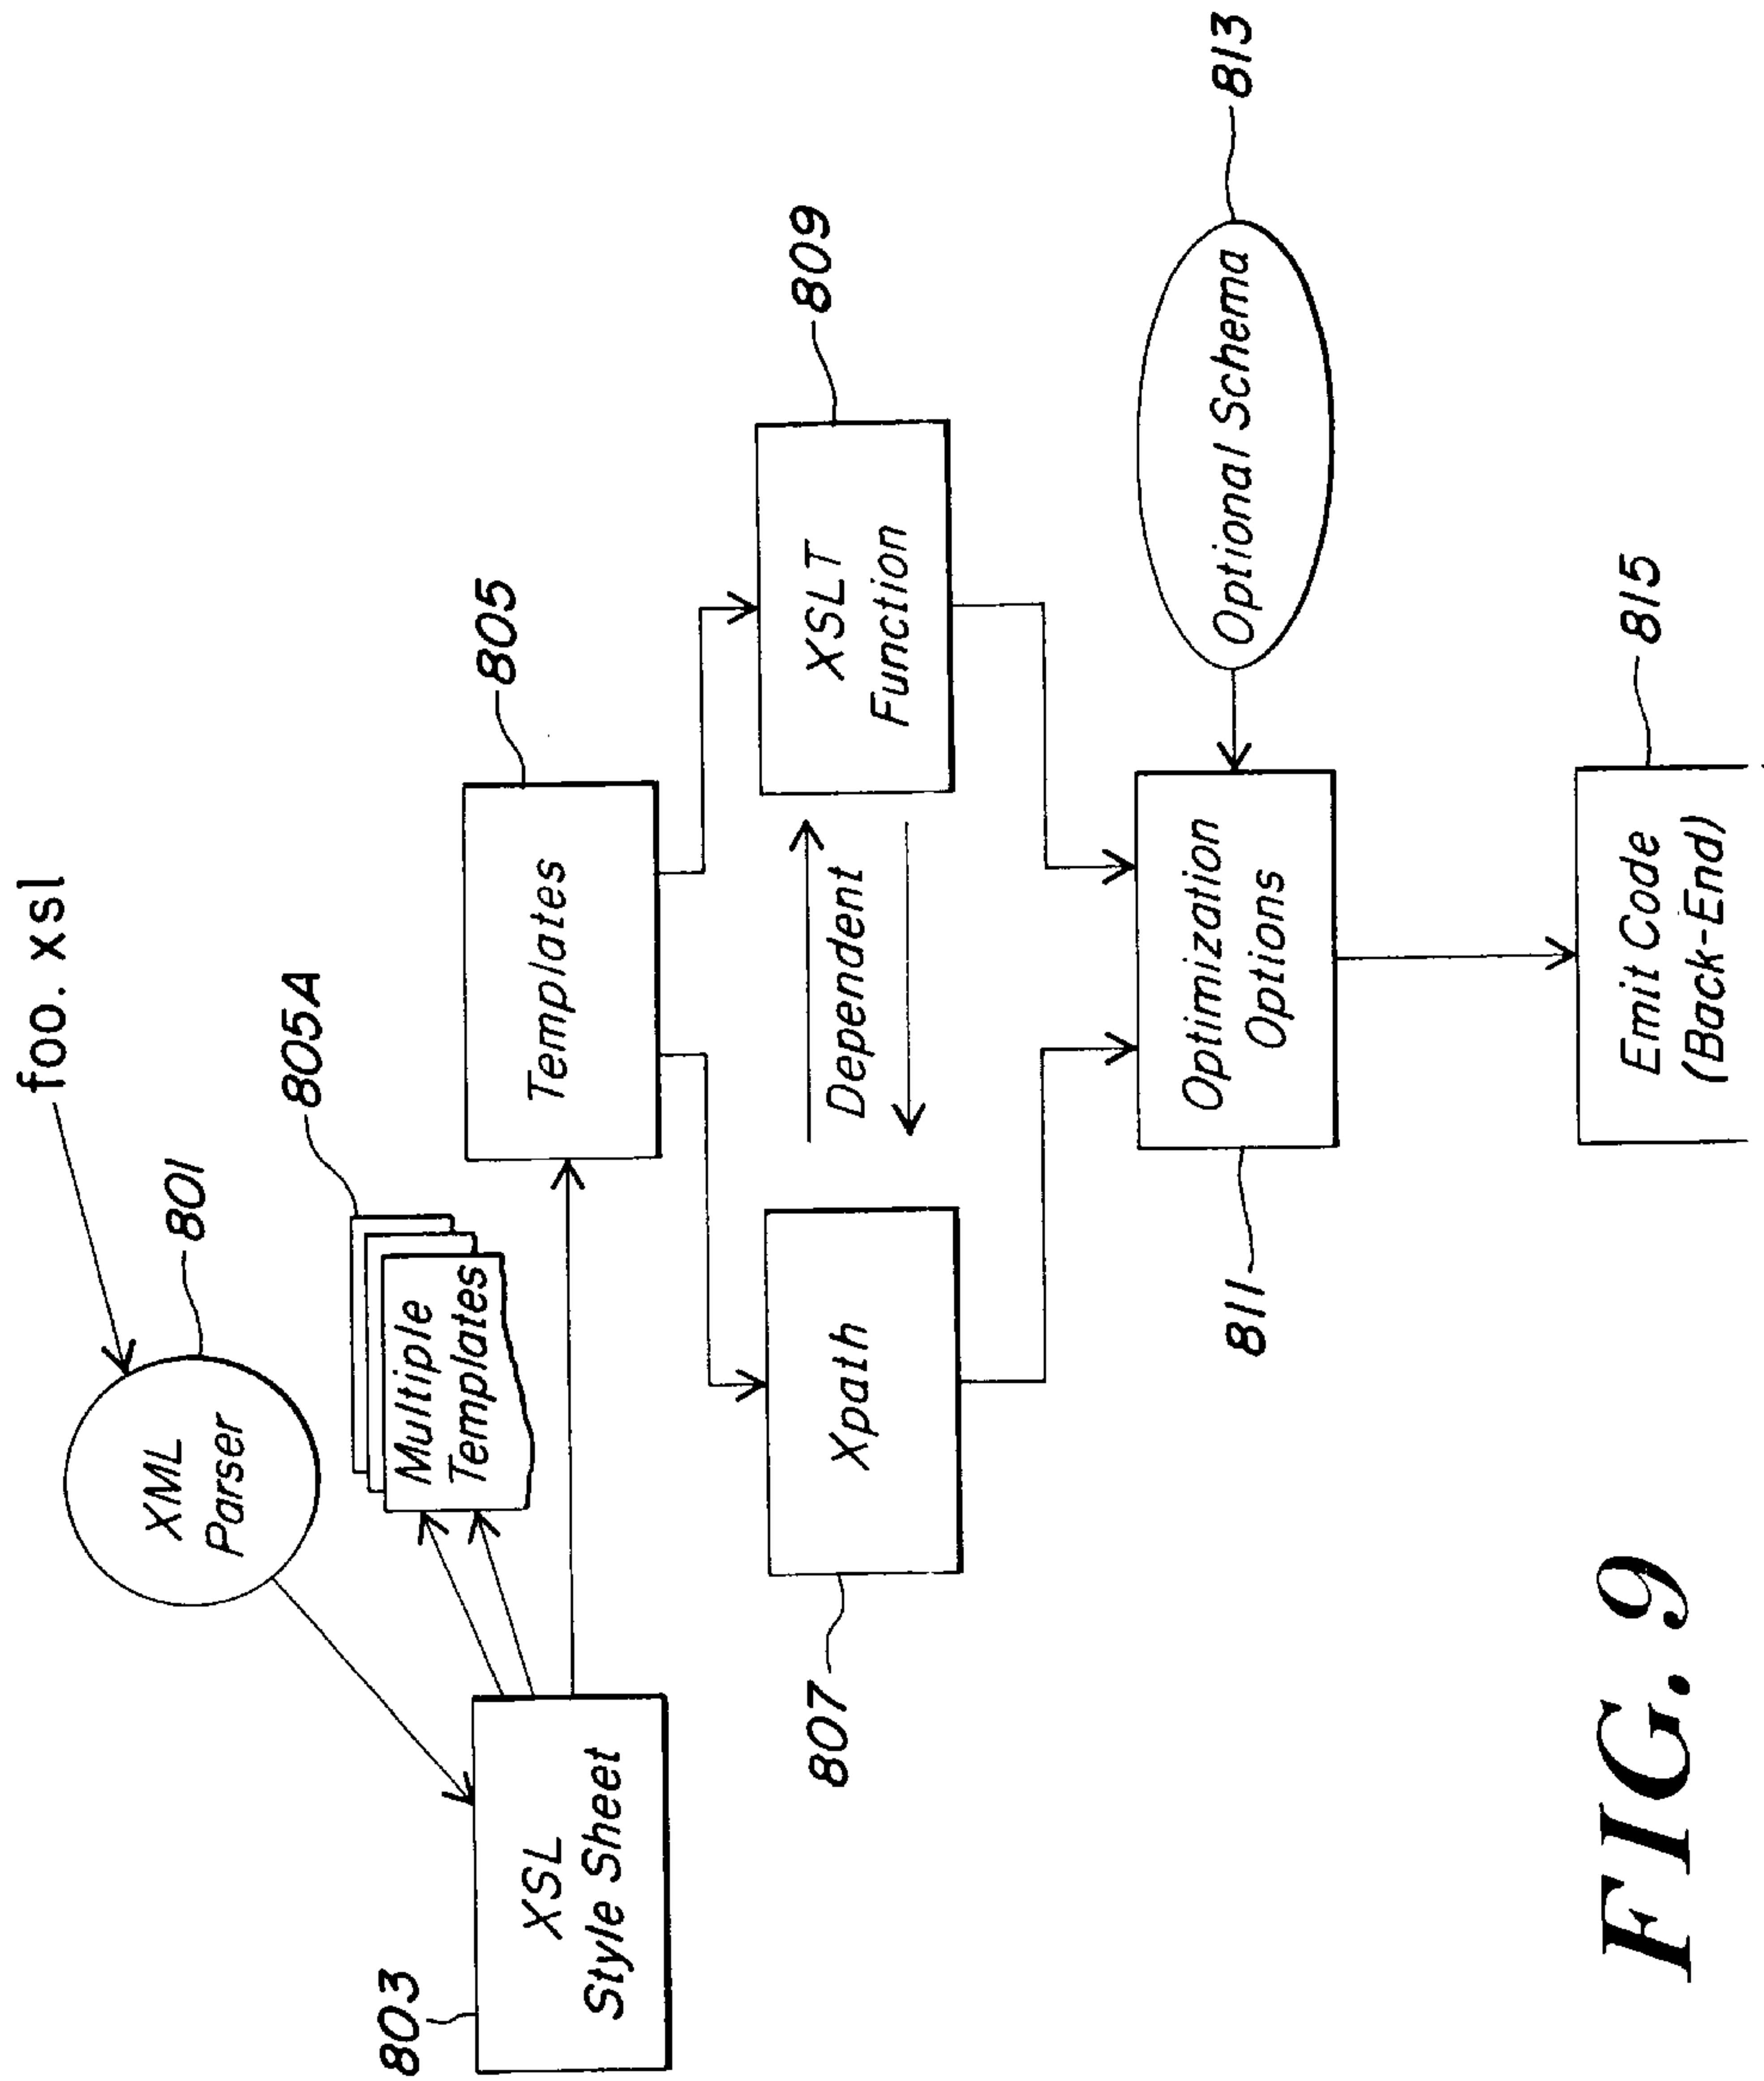 foo. xsl
XML
Parser
801
805A
Multiple
Templates
803
XSL
Style Sheet
Templates
805
807
Xpath
Dependent
XSLT
Function
809
811
Optimization
Options
Optional Schema
813
Emit Code
(Back-End)
815
FIG. 9